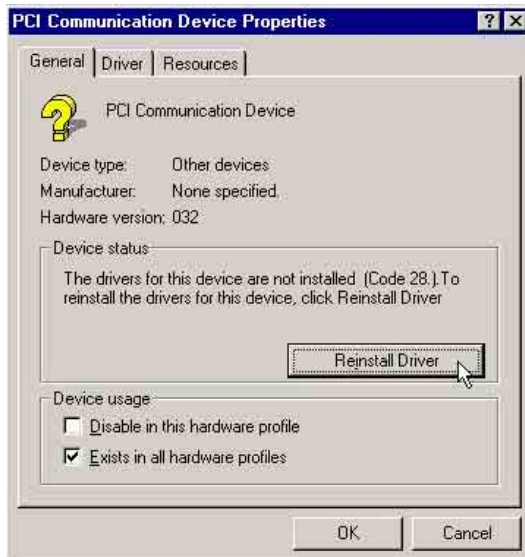 PCI Communication Device Properties
General Driver Resources
PCI Communication Device
Device type: Other devices
Manufacturer: None specified.
Hardware version: 032
Device status
The drivers for this device are not installed (Code 28.).To
reinstall the drivers for this device, click Reinstall Driver
Reinstall Driver
Device usage
Disable in this hardware profile
Exists in all hardware profiles
OK Cancel